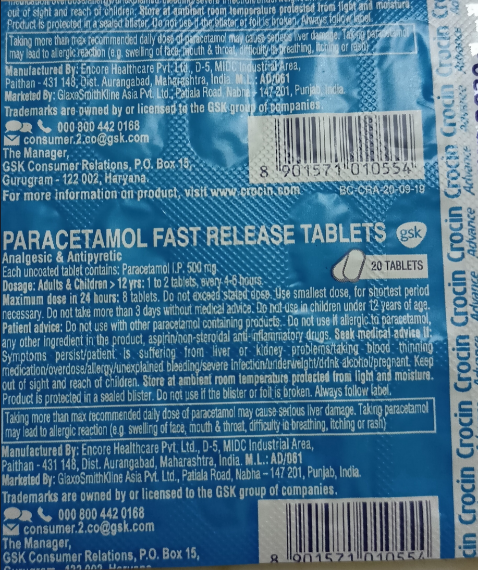 out of sight and reach of children. Store at ambient room temperature protected from light and moisture.
Product is protected in a sealed blister. Do not use if the blister or foil is broken. Always follow label.
Taking more than max recommended daily dose of paracetamol may cause serious liver damage. Taking paracetamol
may lead to allergic reaction (e.g. swelling of face, mouth & throat, difficulty in breathing, itching or rash)
Manufactured By: Encore Healthcare Pvt. Ltd., D-5, MIDC Industrial Area,
Paithan - 431 148, Dist. Aurangabad, Maharashtra, India. M.L.: AD/061
Marketed By: GlaxoSmithKline Asia Pvt. Ltd., Patiala Road, Nabha – 147 201, Punjab, India.
Trademarks are owned by or licensed to the GSK group of companies.
000 800 442 0168
consumer.2.co@gsk.com
The Manager,
GSK Consumer Relations, P.O. Box 15,
Gurugram - 122 002, Haryana.
8 901571 010554
For more information on product, visit www.crocin.com
BC-CRA-20-09-19
PARACETAMOL FAST RELEASE TABLETS
gsk
Analgesic & Antipyretic
20 TABLETS
Each uncoated tablet contains: Paracetamol I.P. 500 mg
Dosage: Adults & Children > 12 yrs: 1 to 2 tablets, every 4-6 hours.
Maximum dose in 24 hours: 8 tablets. Do not exceed stated dose. Use smallest dose, for shortest period
necessary. Do not take more than 3 days without medical advice. Do not use in children under 12 years of age.
Patient advice: Do not use with other paracetamol containing products. Do not use if allergic to paracetamol,
any other ingredient in the product, aspirin/non-steroidal anti-inflammatory drugs. Seek medical advice if:
Symptoms persist/patient is suffering from liver or kidney problems/taking blood thinning
medication/overdose/allergy/unexplained bleeding/severe infection/underweight/drink alcohol/pregnant. Keep
out of sight and reach of children. Store at ambient room temperature protected from light and moisture.
Product is protected in a sealed blister. Do not use if the blister or foil is broken. Always follow label.
Taking more than max recommended daily dose of paracetamol may cause serious liver damage. Taking paracetamol
may lead to allergic reaction (e.g. swelling of face, mouth & throat, difficulty in breathing, itching or rash)
Manufactured By: Encore Healthcare Pvt. Ltd., D-5, MIDC Industrial Area,
Paithan - 431 148, Dist. Aurangabad, Maharashtra, India. M.L.: AD/061
Marketed By: GlaxoSmithKline Pvt. Ltd., Patiala Road, Nabha – 147 201, Punjab, India.
Trademarks are owned by or licensed to the GSK group of companies.
000 800 442 0168
consumer.2.co@gsk.com
The Manager,
GSK Consumer Relations, P.O. Box 15,
8 901571 010554
Crocin Crocin Crocin Crocin Crocin Crocin Crocin
Advance Advance Advance Advance Advance